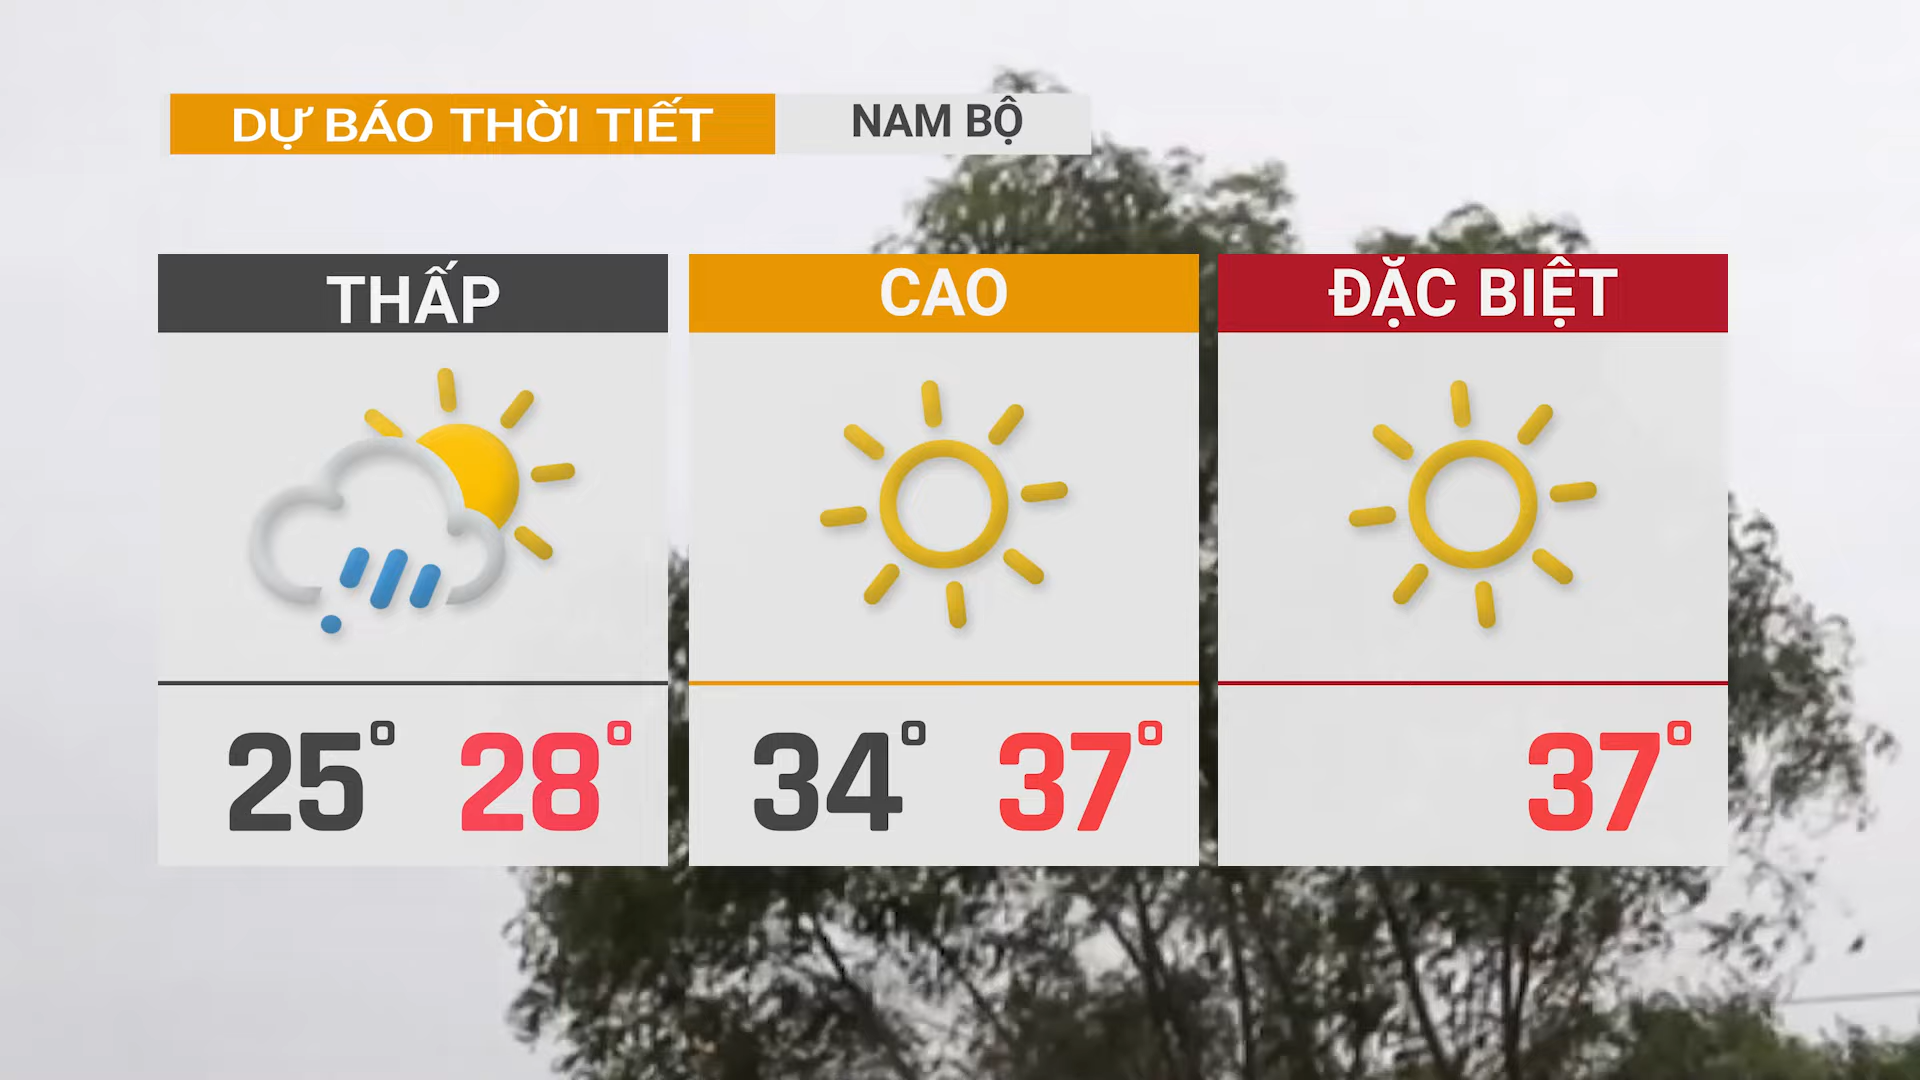 DỰ BÁO THỜI TIẾT
NAM BỘ
THẤP
CAO
ĐẶC BIỆT
25° 28°
34° 37°
37°